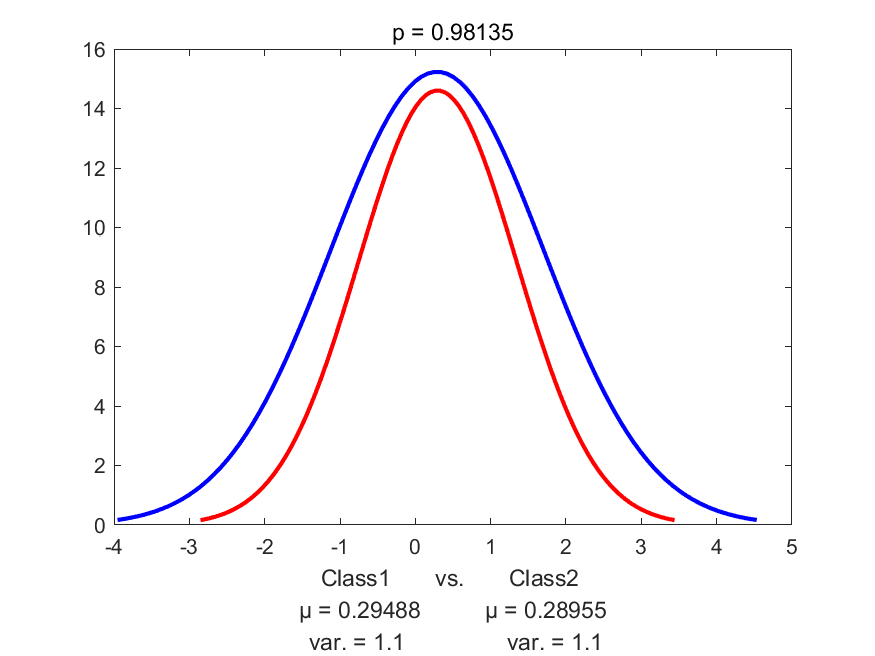 p = 0.98135
16
14
12
10
8
6
4
2
0
-4 -3 -2 -1 0 1 2 3 4 5
Class1 vs. Class2
μ = 0.29488 μ = 0.28955
var. = 1.1 var. = 1.1